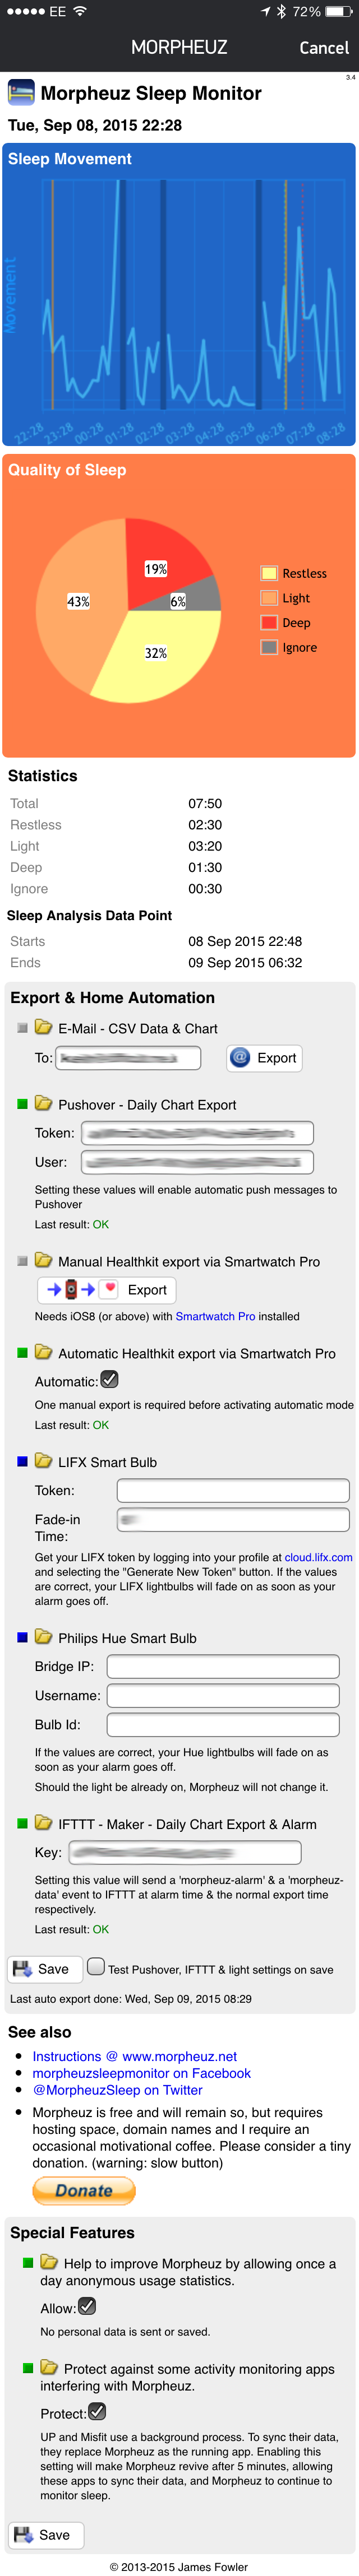 EE 72%
MORPHEUZ Cancel
3.4
Morpheuz Sleep Monitor
Tue, Sep 08, 2015 22:28
Sleep Movement
Movement
22:28 23:28 00:28 01:28 02:28 03:28 04:28 05:28 06:28 07:28 08:28
Quality of Sleep
19%
43%
6%
32%
Restless
Light
Deep
Ignore
Statistics
Total 07:50
Restless 02:30
Light 03:20
Deep 01:30
Ignore 00:30
Sleep Analysis Data Point
Starts 08 Sep 2015 22:48
Ends 09 Sep 2015 06:32
Export & Home Automation
E-Mail - CSV Data & Chart
To: @ Export
Pushover - Daily Chart Export
Token:
User:
Setting these values will enable automatic push messages to
Pushover
Last result: OK
Manual Healthkit export via Smartwatch Pro
Export
Needs iOS8 (or above) with Smartwatch Pro installed
Automatic Healthkit export via Smartwatch Pro
Automatic:
One manual export is required before activating automatic mode
Last result: OK
LIFX Smart Bulb
Token:
Fade-in
Time:
Get your LIFX token by logging into your profile at cloud.lifx.com
and selecting the "Generate New Token" button. If the values
are correct, your LIFX lightbulbs will fade on as soon as your
alarm goes off.
Philips Hue Smart Bulb
Bridge IP:
Username:
Bulb Id:
If the values are correct, your Hue lightbulbs will fade on as
soon as your alarm goes off.
Should the light be already on, Morpheuz will not change it.
IFTTT - Maker - Daily Chart Export & Alarm
Key:
Setting this value will send a 'morpheuz-alarm' & a 'morpheuz-
data' event to IFTTT at alarm time & the normal export time
respectively.
Last result: OK
Save Test Pushover, IFTTT & light settings on save
Last auto export done: Wed, Sep 09, 2015 08:29
See also
• Instructions @ www.morpheuz.net
• morpheuzsleepmonitor on Facebook
• @MorpheuzSleep on Twitter
• Morpheuz is free and will remain so, but requires
hosting space, domain names and I require an
occasional motivational coffee. Please consider a tiny
donation. (warning: slow button)
Donate
Special Features
Help to improve Morpheuz by allowing once a
day anonymous usage statistics.
Allow:
No personal data is sent or saved.
Protect against some activity monitoring apps
interfering with Morpheuz.
Protect:
UP and Misfit use a background process. To sync their data,
they replace Morpheuz as the running app. Enabling this
setting will make Morpheuz revive after 5 minutes, allowing
these apps to sync their data, and Morpheuz to continue to
monitor sleep.
Save
© 2013-2015 James Fowler